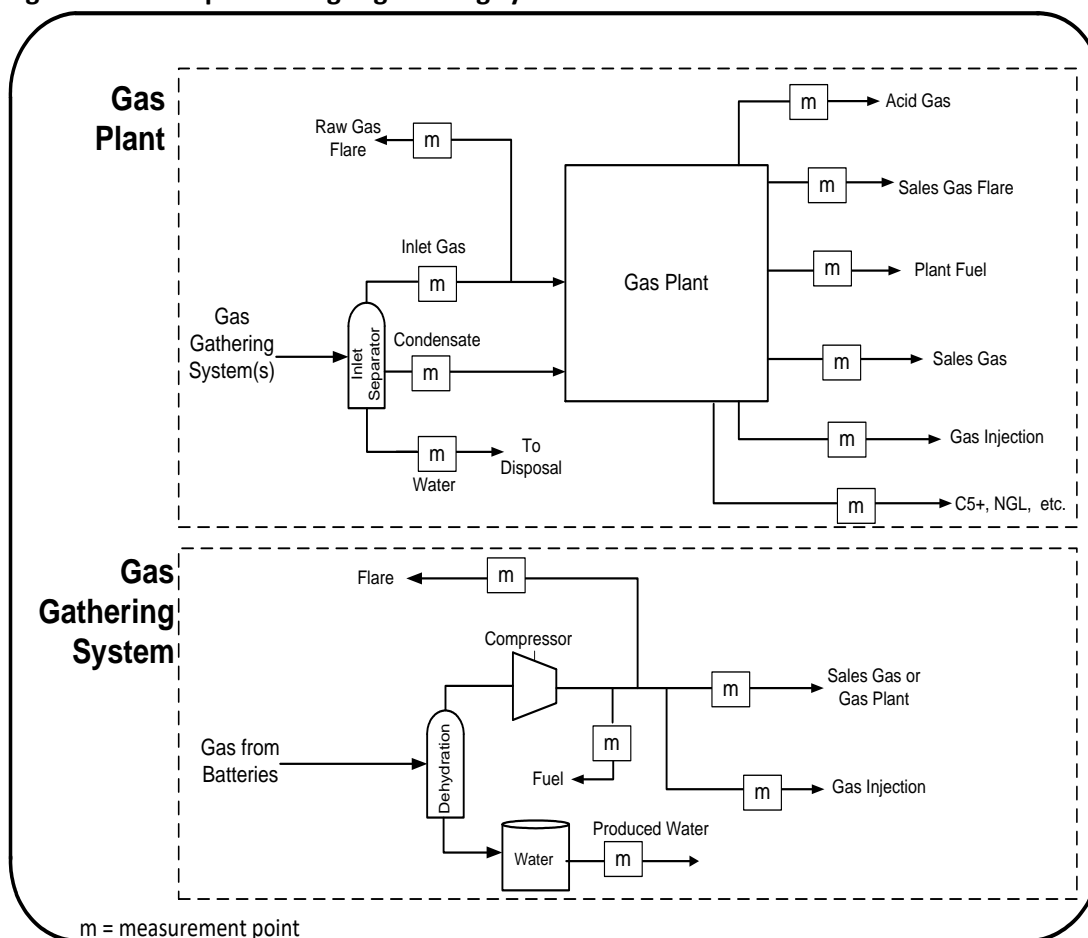 Gas
Plant
Raw Gas
Flare
m
m
Acid Gas
m
Sales Gas Flare
Inlet Gas
m
Gas Plant
m
Plant Fuel
Gas
Gathering
System(s)
Inlet
Separator
Condensate
m
m
Sales Gas
m
To
Disposal
Water
m
Gas Injection
m
C5+, NGL, etc.
Gas
Gathering
System
Flare
m
Compressor
m
Sales Gas or
Gas Plant
Gas from
Batteries
Dehydration
m
Fuel
m
Gas Injection
Water
Produced Water
m
m = measurement point